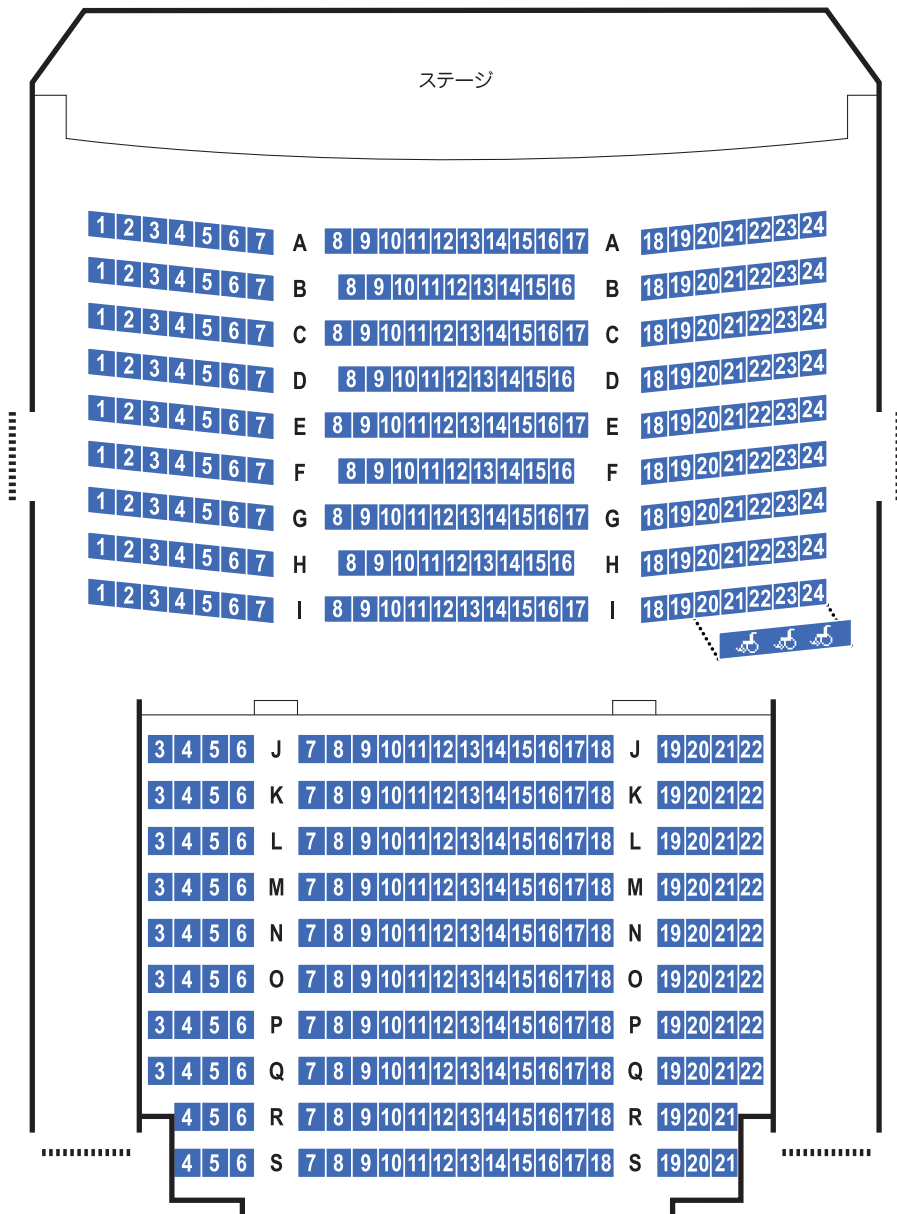 ステージ
1 2 3 4 5 6 7 A 8 9 10 11 12 13 14 15 16 17 A 18 19 20 21 22 23 24
1 2 3 4 5 6 7 B 8 9 10 11 12 13 14 15 16 B 18 19 20 21 22 23 24
1 2 3 4 5 6 7 C 8 9 10 11 12 13 14 15 16 17 C 18 19 20 21 22 23 24
1 2 3 4 5 6 7 D 8 9 10 11 12 13 14 15 16 D 18 19 20 21 22 23 24
1 2 3 4 5 6 7 E 8 9 10 11 12 13 14 15 16 17 E 18 19 20 21 22 23 24
1 2 3 4 5 6 7 F 8 9 10 11 12 13 14 15 16 F 18 19 20 21 22 23 24
1 2 3 4 5 6 7 G 8 9 10 11 12 13 14 15 16 17 G 18 19 20 21 22 23 24
1 2 3 4 5 6 7 H 8 9 10 11 12 13 14 15 16 H 18 19 20 21 22 23 24
1 2 3 4 5 6 7 I 8 9 10 11 12 13 14 15 16 17 I 18 19 20 21 22 23 24
3 4 5 6 J 7 8 9 10 11 12 13 14 15 16 17 18 J 19 20 21 22
3 4 5 6 K 7 8 9 10 11 12 13 14 15 16 17 18 K 19 20 21 22
3 4 5 6 L 7 8 9 10 11 12 13 14 15 16 17 18 L 19 20 21 22
3 4 5 6 M 7 8 9 10 11 12 13 14 15 16 17 18 M 19 20 21 22
3 4 5 6 N 7 8 9 10 11 12 13 14 15 16 17 18 N 19 20 21 22
3 4 5 6 O 7 8 9 10 11 12 13 14 15 16 17 18 O 19 20 21 22
3 4 5 6 P 7 8 9 10 11 12 13 14 15 16 17 18 P 19 20 21 22
3 4 5 6 Q 7 8 9 10 11 12 13 14 15 16 17 18 Q 19 20 21 22
4 5 6 R 7 8 9 10 11 12 13 14 15 16 17 18 R 19 20 21
4 5 6 S 7 8 9 10 11 12 13 14 15 16 17 18 S 19 20 21